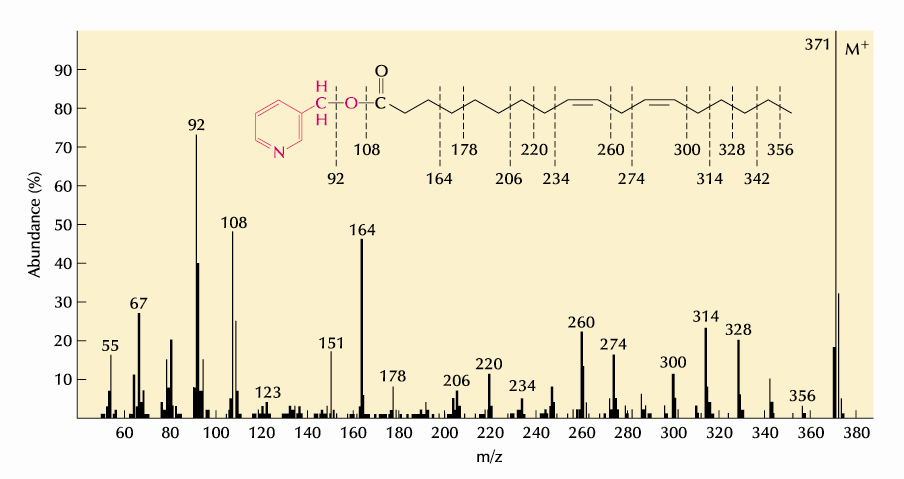 371 M+
90
80
70
60
50
40
30
20
10
Abundance (%)
H
C
H
O
C
O
N
108 178 220 260 300 328 356
92 164 206 234 274 314 342
92
108
164
67
55
151
123
178
206
220
234
260
274
300
314
328
356
60 80 100 120 140 160 180 200 220 240 260 280 300 320 340 360 380
m/z